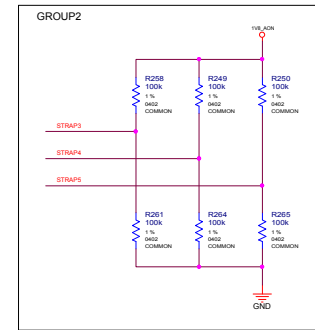 GROUP2
1V8_AON
R258
100k
1 %
0402
COMMON
R249
100k
1 %
0402
COMMON
R250
100k
1 %
0402
COMMON
STRAP3
STRAP4
STRAP5
R261
100k
1 %
0402
COMMON
R264
100k
1 %
0402
COMMON
R265
100k
1 %
0402
COMMON
GND